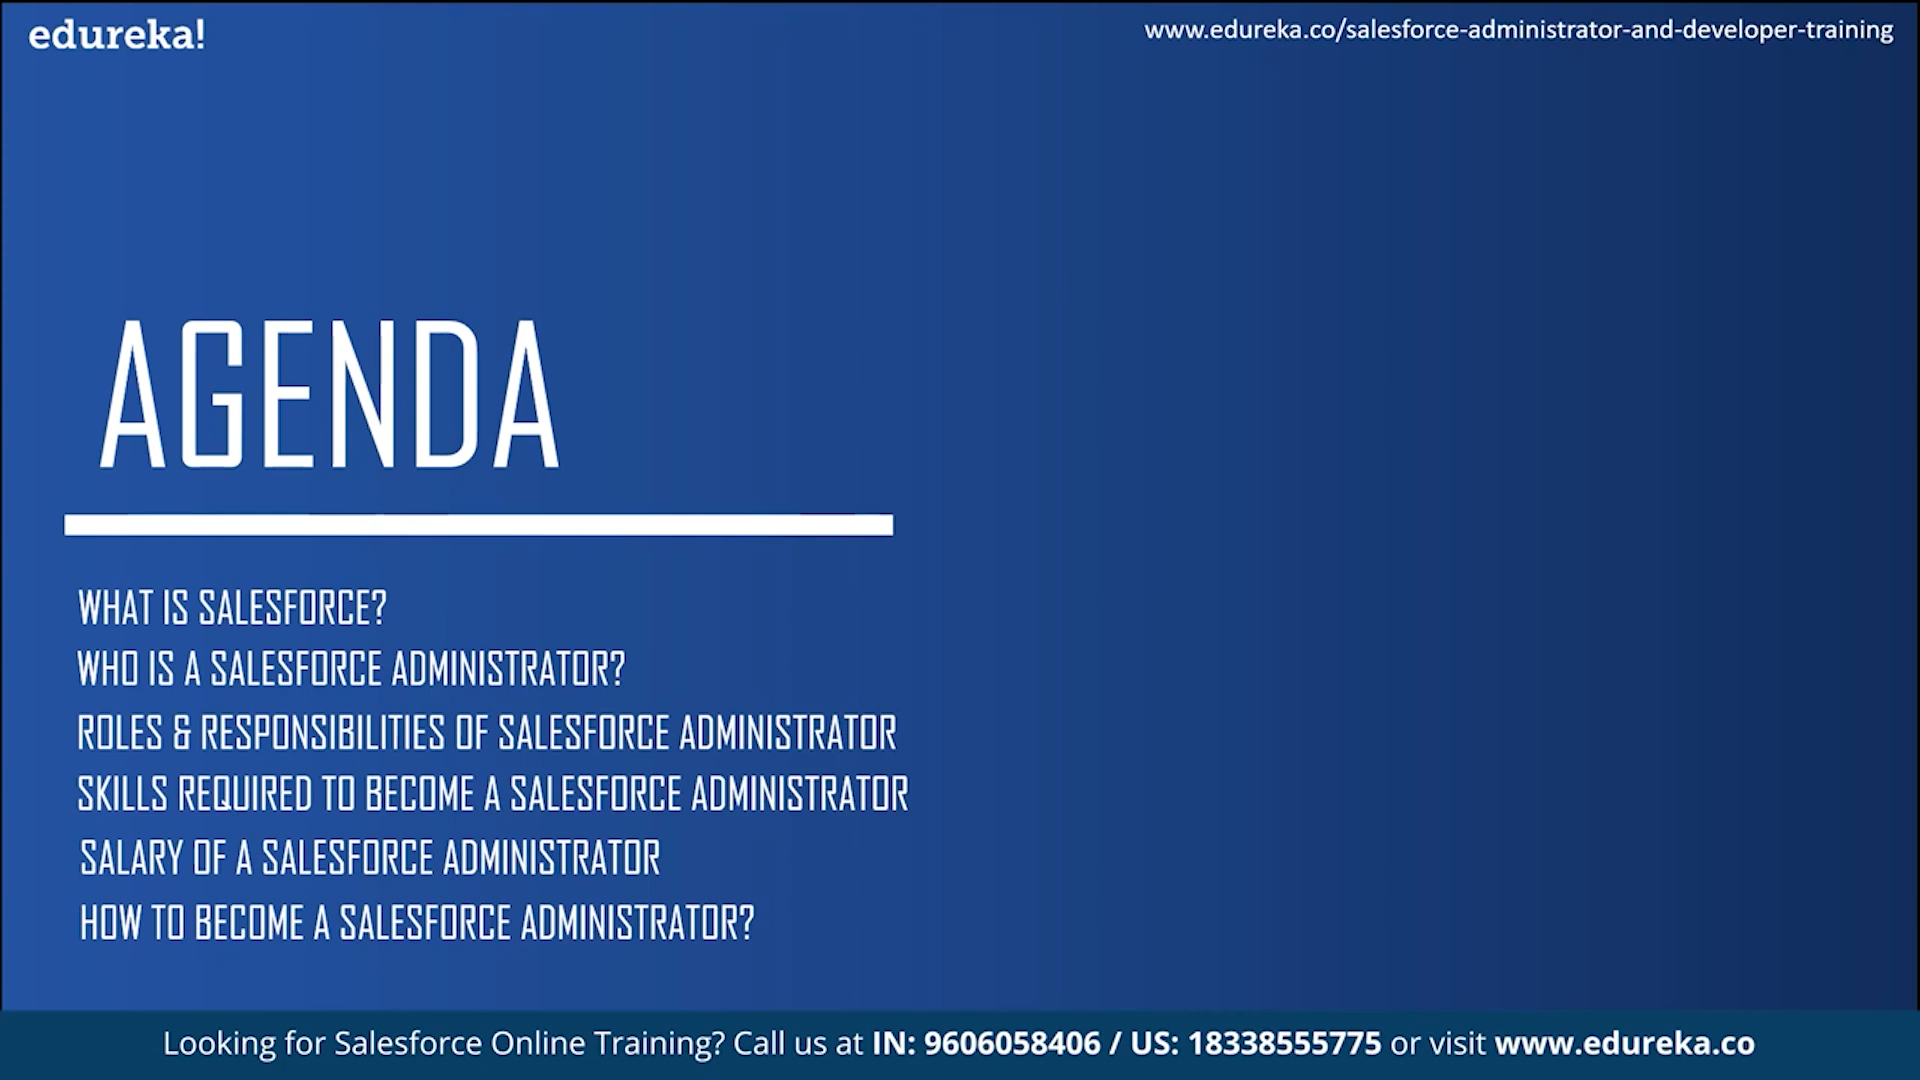 edureka!
www.edureka.co/salesforce-administrator-and-developer-training
AGENDA
WHAT IS SALESFORCE?
WHO IS A SALESFORCE ADMINISTRATOR?
ROLES & RESPONSIBILITIES OF SALESFORCE ADMINISTRATOR
SKILLS REQUIRED TO BECOME A SALESFORCE ADMINISTRATOR
SALARY OF A SALESFORCE ADMINISTRATOR
HOW TO BECOME A SALESFORCE ADMINISTRATOR?
Looking for Salesforce Online Training? Call us at IN: 9606058406 / US: 18338555775 or visit www.edureka.co